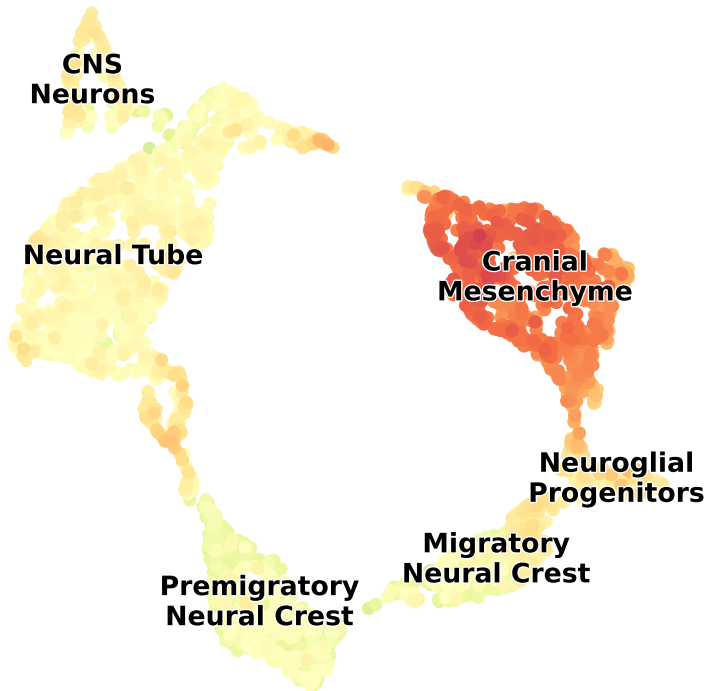 CNS
Neurons
Neural Tube
Cranial
Mesenchyme
Neuroglial
Progenitors
Migratory
Neural Crest
Premigratory
Neural Crest